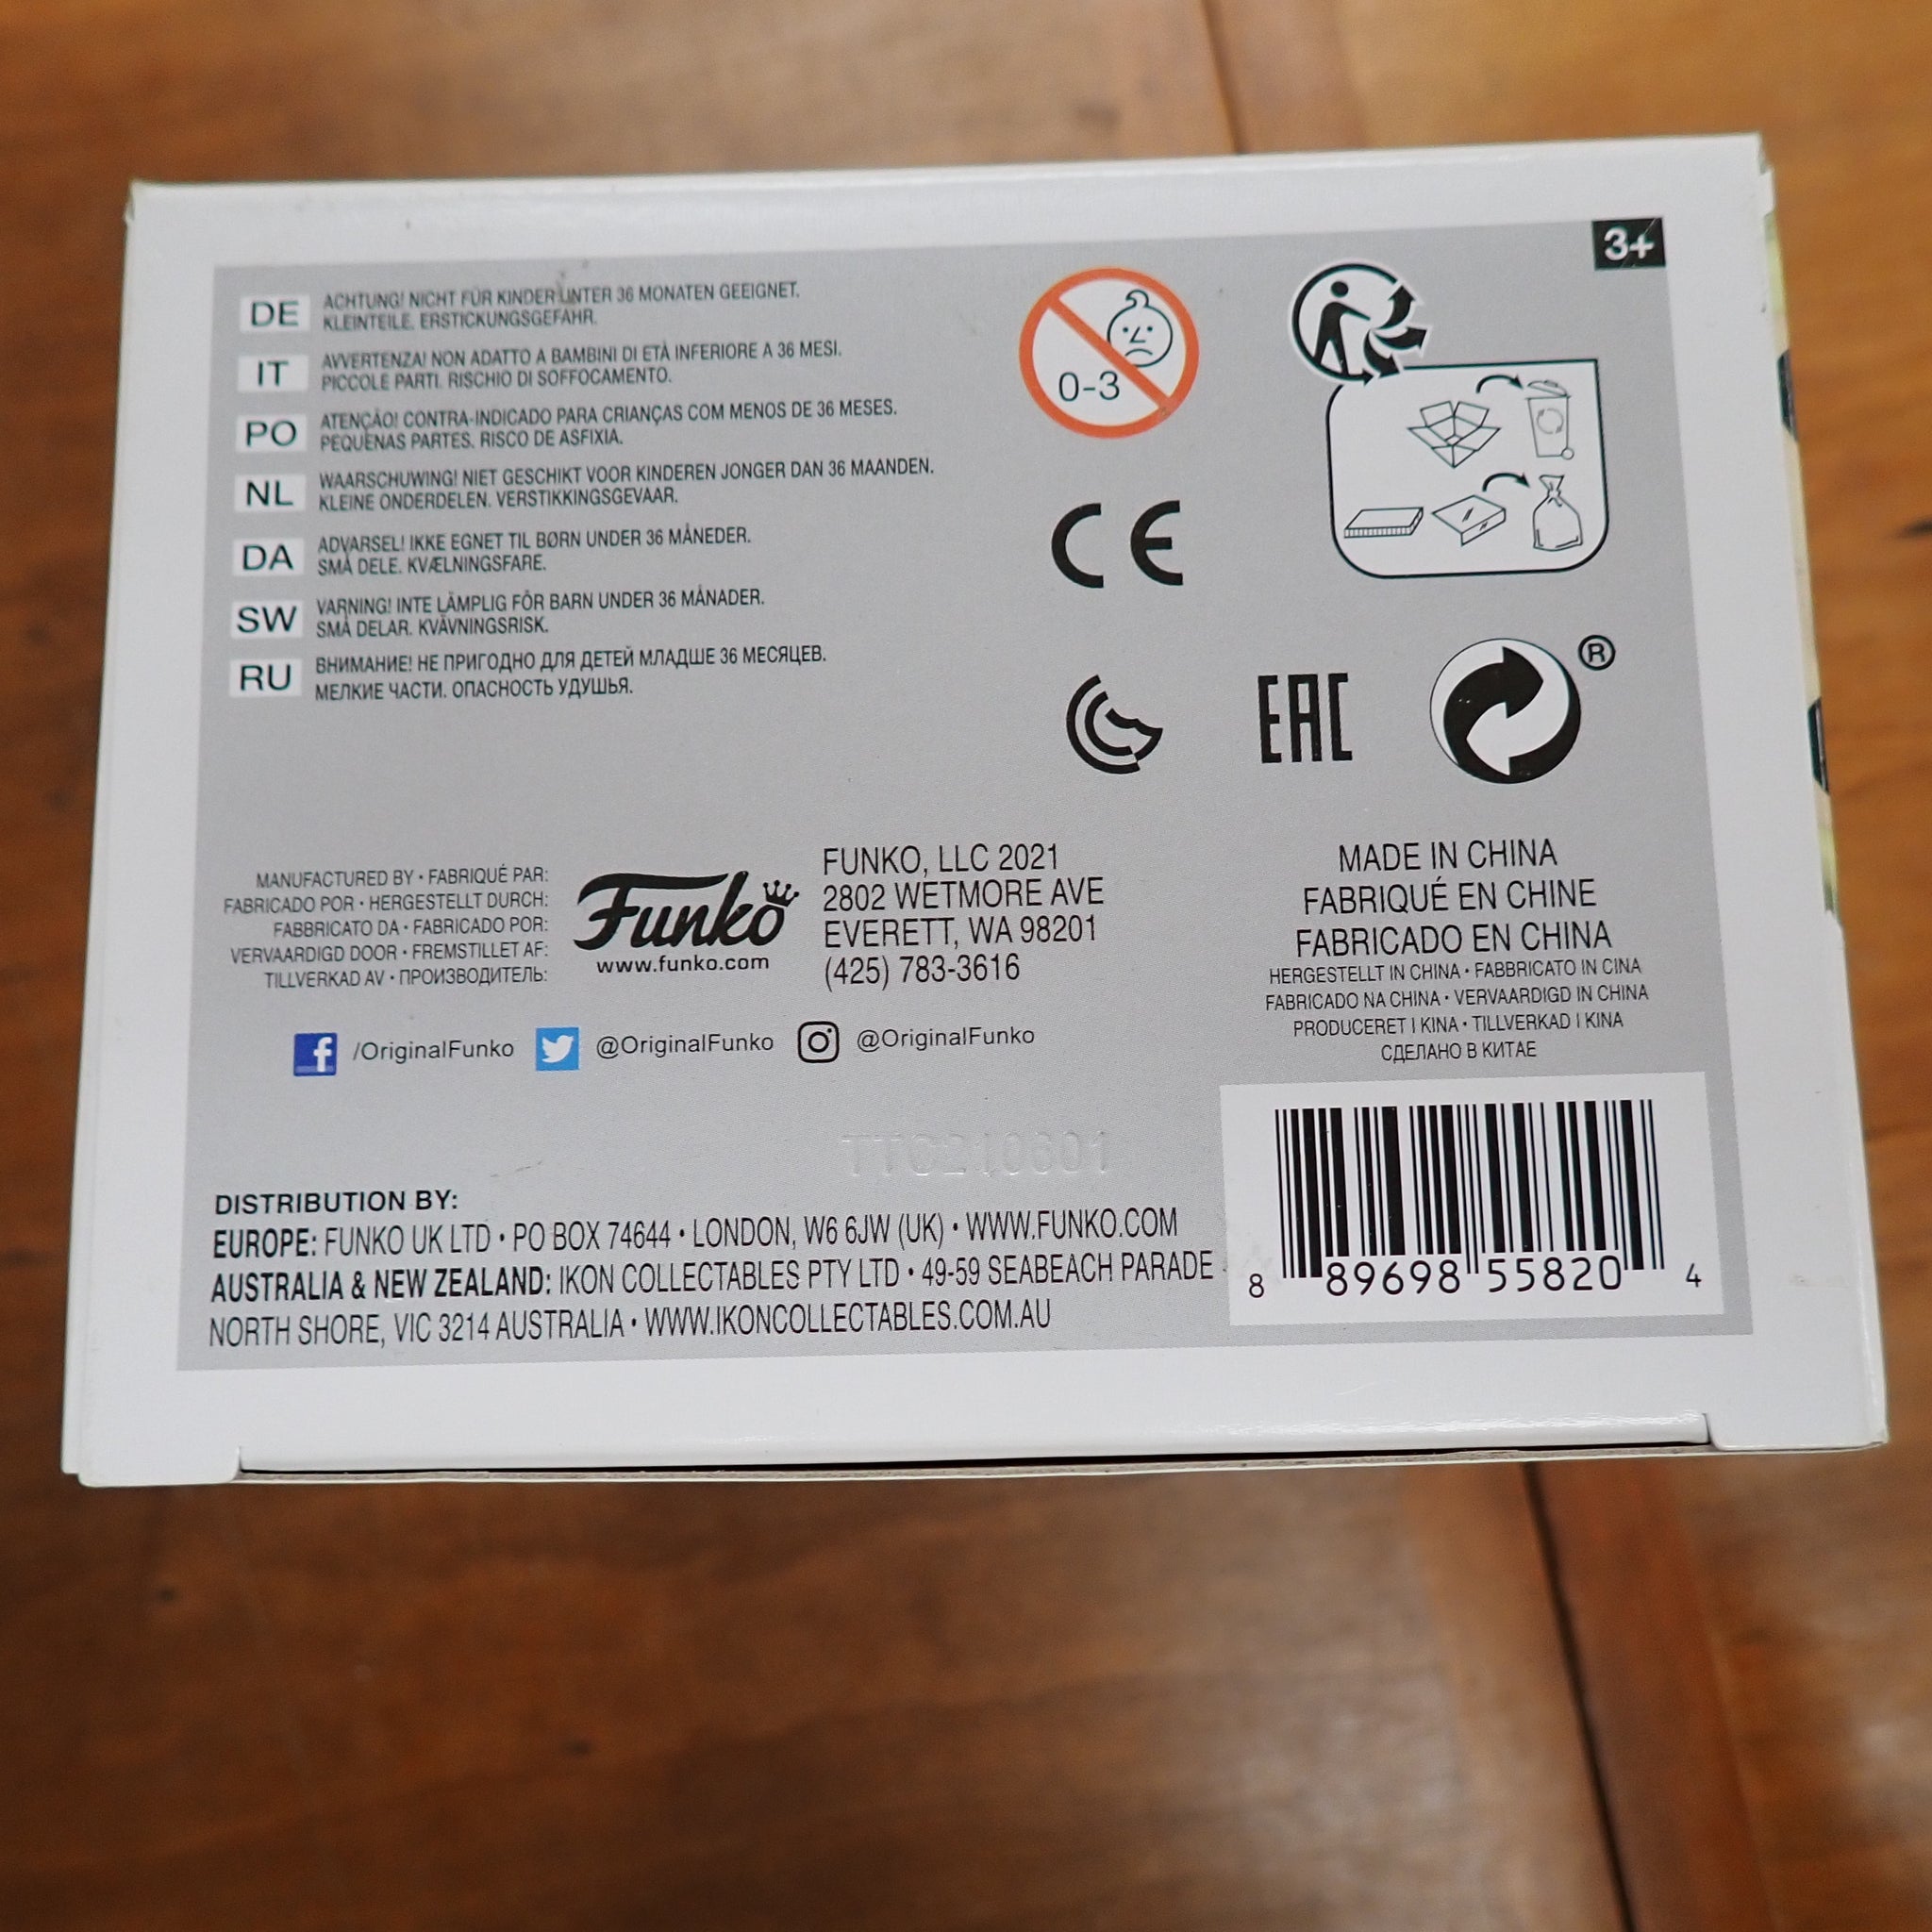 3+
DE
ACHTUNG! NICHT FÜR KINDER UNTER 36 MONATEN GEEIGNET.
KLEINTEILE. ERSTICKUNGSGEFAHR.
IT
AVVERTENZA! NON ADATTO A BAMBINI DI ETÀ INFERIORE A 36 MESI.
PICCOLE PARTI. RISCHIO DI SOFFOCAMENTO.
PO
ATENÇÃO! CONTRA-INDICADO PARA CRIANÇAS COM MENOS DE 36 MESES.
PEQUENAS PARTES. RISCO DE ASFIXIA.
NL
WAARSCHUWING! NIET GESCHIKT VOOR KINDEREN JONGER DAN 36 MAANDEN.
KLEINE ONDERDELEN. VERSTIKKINGSGEVAAR.
DA
ADVARSEL! IKKE EGNET TIL BØRN UNDER 36 MÅNEDER.
SMÅ DELE. KVÆLNINGSFARE.
SW
VARNING! INTE LÄMPLIG FÖR BARN UNDER 36 MÅNADER.
SMÅ DELAR. KVÄVNINGSRISK.
RU
ВНИМАНИЕ! НЕ ПРИГОДНО ДЛЯ ДЕТЕЙ МЛАДШЕ 36 МЕСЯЦЕВ.
МЕЛКИЕ ЧАСТИ. ОПАСНОСТЬ УДУШЬЯ.
0-3
CE
EAC
®
MANUFACTURED BY • FABRIQUÉ PAR:
FABRICADO POR • HERGESTELLT DURCH:
FABBRICATO DA • FABRICADO POR:
VERVAARDIGD DOOR • FREMSTILLET AF:
TILLVERKAD AV • ПРОИЗВОДИТЕЛЬ:
Funko
www.funko.com
FUNKO, LLC 2021
2802 WETMORE AVE
EVERETT, WA 98201
(425) 783-3616
MADE IN CHINA
FABRIQUÉ EN CHINE
FABRICADO EN CHINA
HERGESTELLT IN CHINA • FABBRICATO IN CINA
FABRICADO NA CHINA • VERVAARDIGD IN CHINA
PRODUCERET I KINA • TILLVERKAD I KINA
СДЕЛАНО В КИТАЕ
f /OriginalFunko @OriginalFunko @OriginalFunko
TTC210601
DISTRIBUTION BY:
EUROPE: FUNKO UK LTD • PO BOX 74644 • LONDON, W6 6JW (UK) • WWW.FUNKO.COM
AUSTRALIA & NEW ZEALAND: IKON COLLECTABLES PTY LTD • 49-59 SEABEACH PARADE
NORTH SHORE, VIC 3214 AUSTRALIA • WWW.IKONCOLLECTABLES.COM.AU
8 89698 55820 4